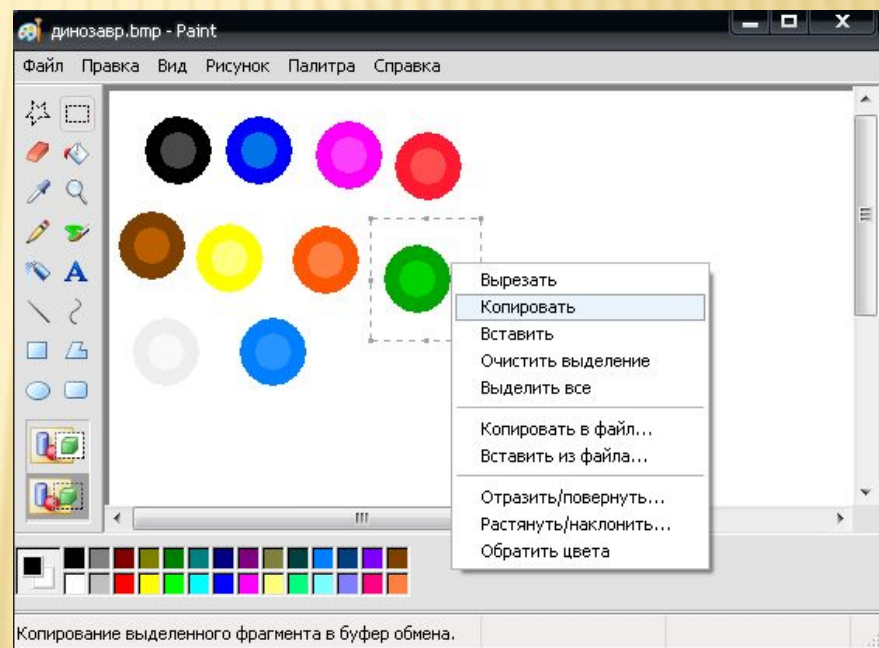 динозавр.bmp - Paint
Файл Правка Вид Рисунок Палитра Справка
A
Вырезать
Копировать
Вставить
Очистить выделение
Выделить все
Копировать в файл...
Вставить из файла...
Отразить/повернуть...
Растянуть/наклонить...
Обратить цвета
Копирование выделенного фрагмента в буфер обмена.